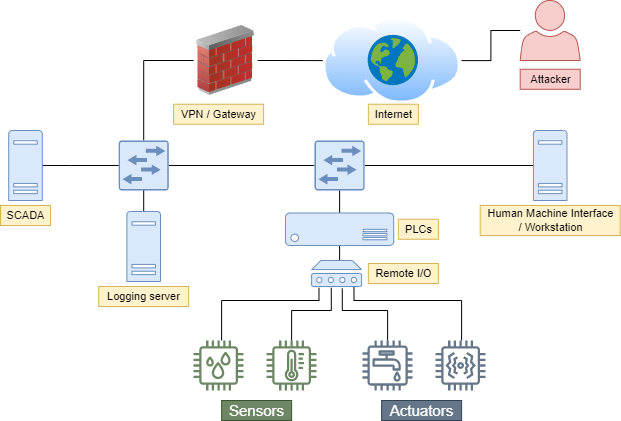 Attacker
VPN / Gateway
Internet
SCADA
Human Machine Interface
/ Workstation
PLCs
Remote I/O
Logging server
Sensors
Actuators